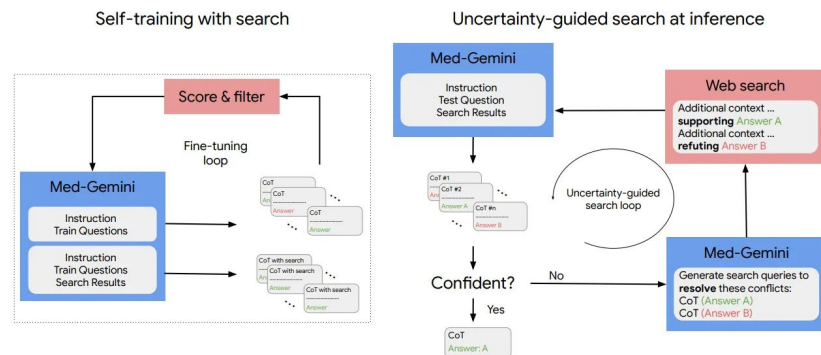 Self-training with search
Score & filter
Fine-tuning
loop
Med-Gemini
Instruction
Train Questions
Instruction
Train Questions
Search Results
CoT
CoT
Answer
CoT
Answer
CoT with search
CoT with search
Answer
CoT with search
Answer
Uncertainty-guided search at inference
Med-Gemini
Instruction
Test Question
Search Results
Web search
Additional context ...
supporting Answer A
Additional context ...
refuting Answer B
CoT #1
CoT #2
Answer A
CoT #n
Answer B
Uncertainty-guided
search loop
Confident?
No
Yes
CoT
Answer: A
Med-Gemini
Generate search queries to
resolve these conflicts:
CoT (Answer A)
CoT (Answer B)